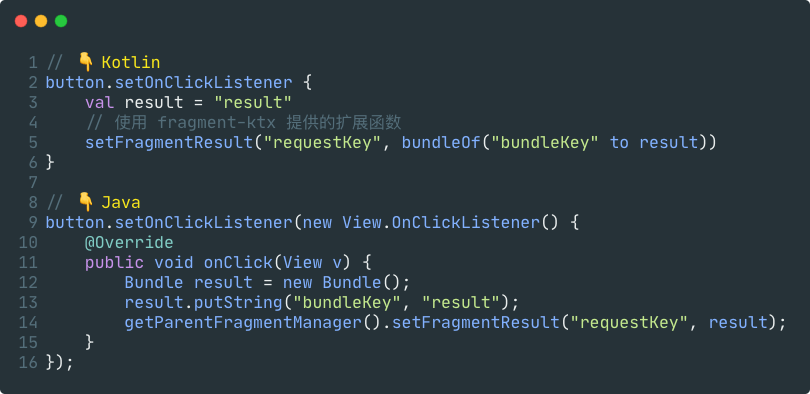 1 // 👇 Kotlin
2 button.setOnClickListener {
3     val result = "result"
4     // 使用 fragment-ktx 提供的扩展函数
5     setFragmentResult("requestKey", bundleOf("bundleKey" to result))
6 }
7
8 // 👇 Java
9 button.setOnClickListener(new View.OnClickListener() {
10     @Override
11     public void onClick(View v) {
12         Bundle result = new Bundle();
13         result.putString("bundleKey", "result");
14         getParentFragmentManager().setFragmentResult("requestKey", result);
15     }
16 });